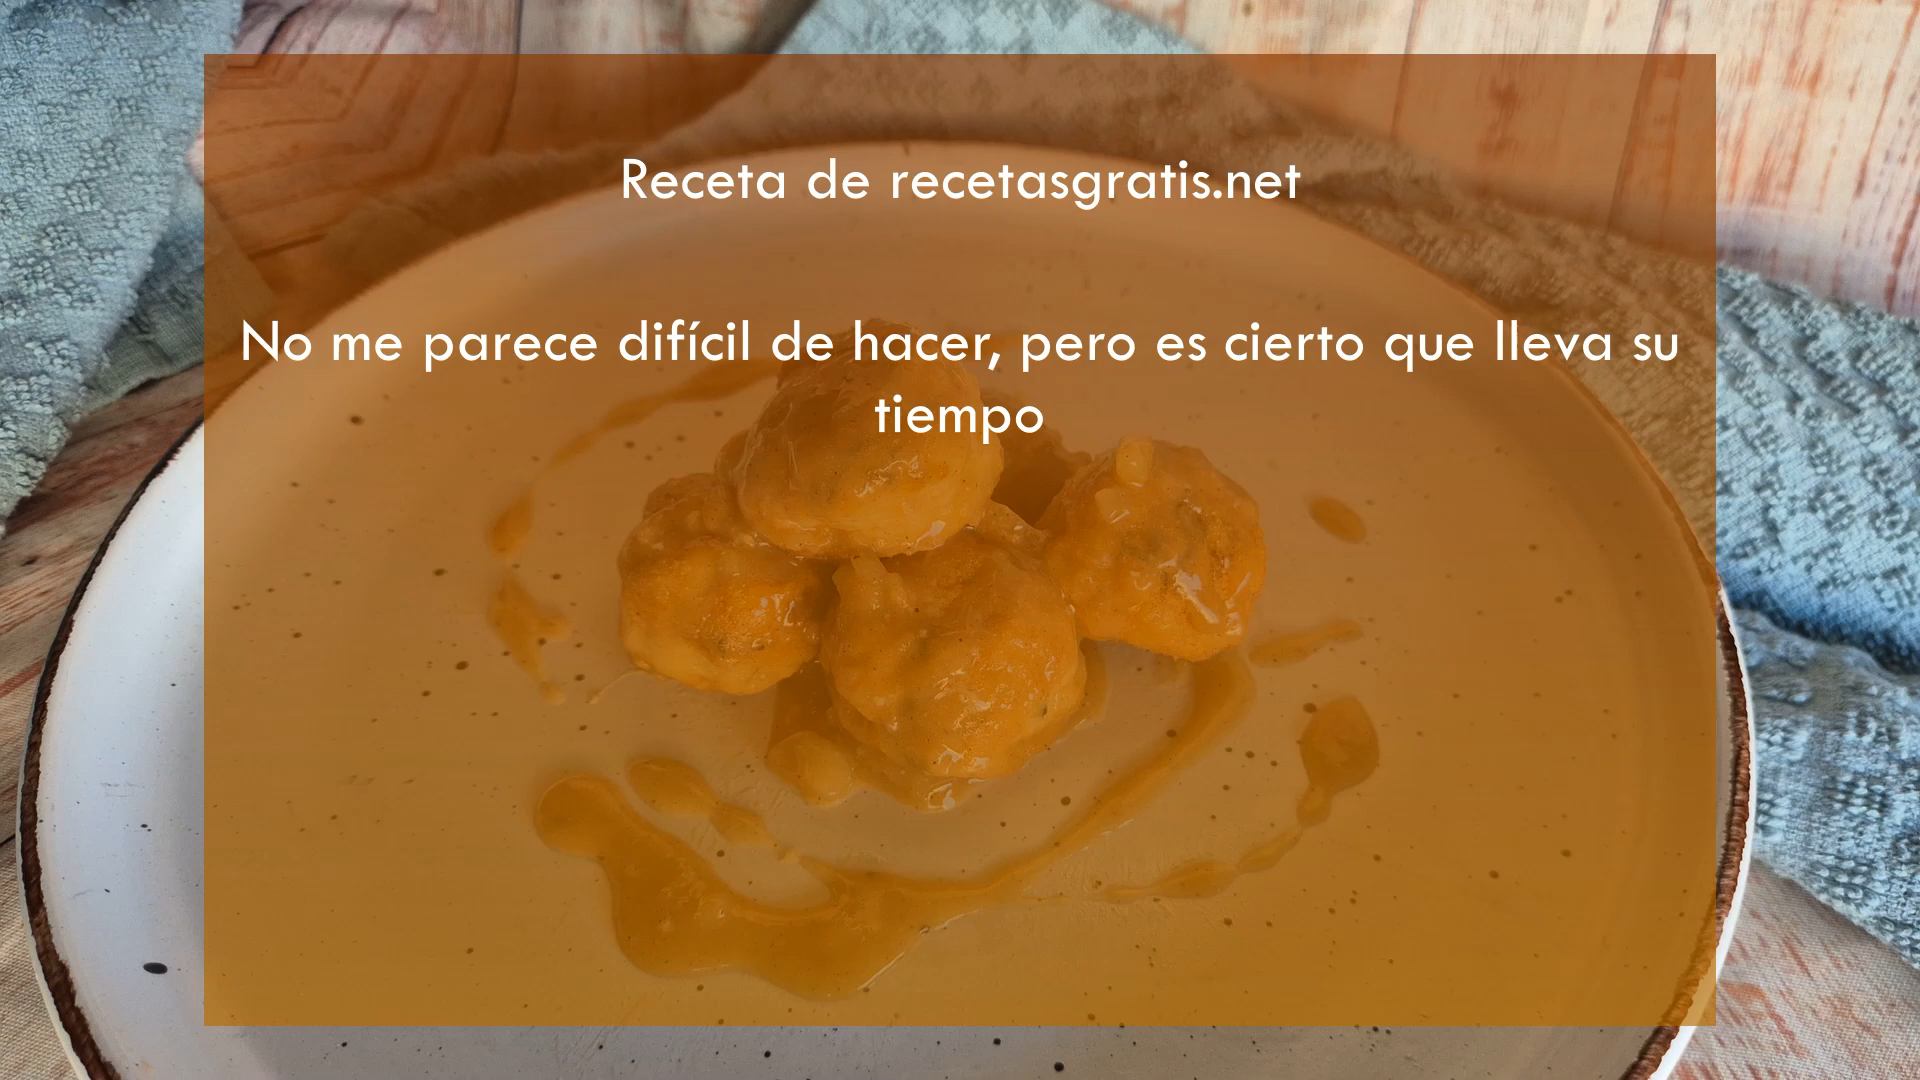 Receta de recetasgratis.net
No me parece difícil de hacer, pero es cierto que lleva su
tiempo